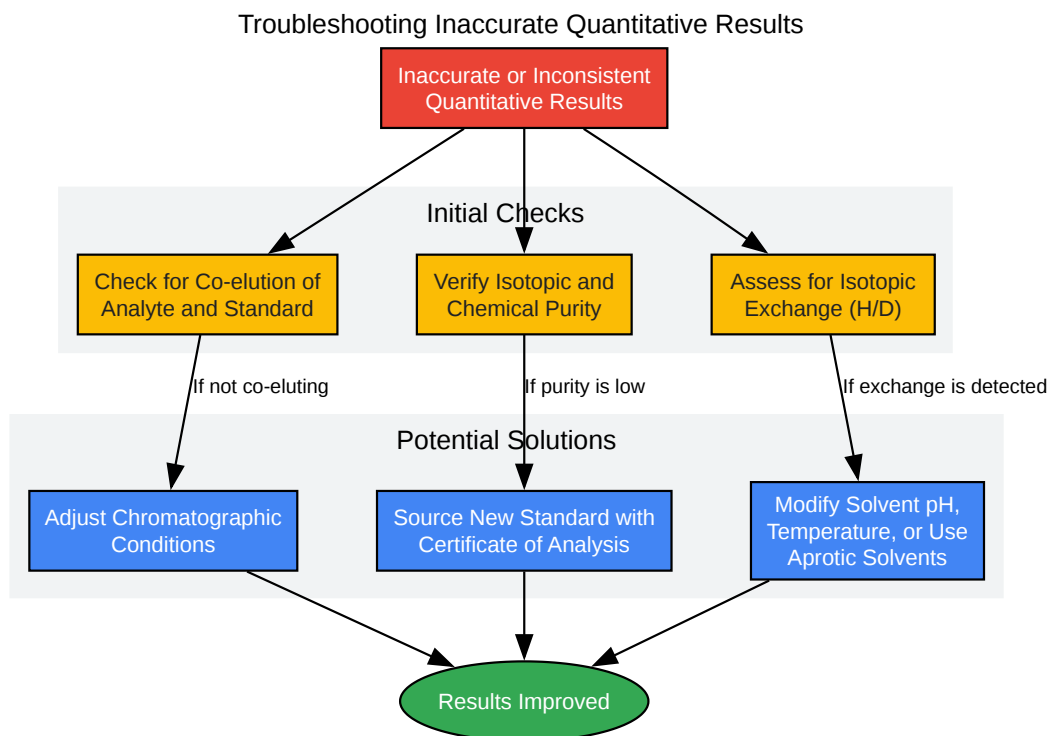 Troubleshooting Inaccurate Quantitative Results
Inaccurate or Inconsistent
Quantitative Results
Initial Checks
Check for Co-elution of
Analyte and Standard
Verify Isotopic and
Chemical Purity
Assess for Isotopic
Exchange (H/D)
If not co-eluting
If purity is low
If exchange is detected
Potential Solutions
Adjust Chromatographic
Conditions
Source New Standard with
Certificate of Analysis
Modify Solvent pH,
Temperature, or Use
Aprotic Solvents
Results Improved